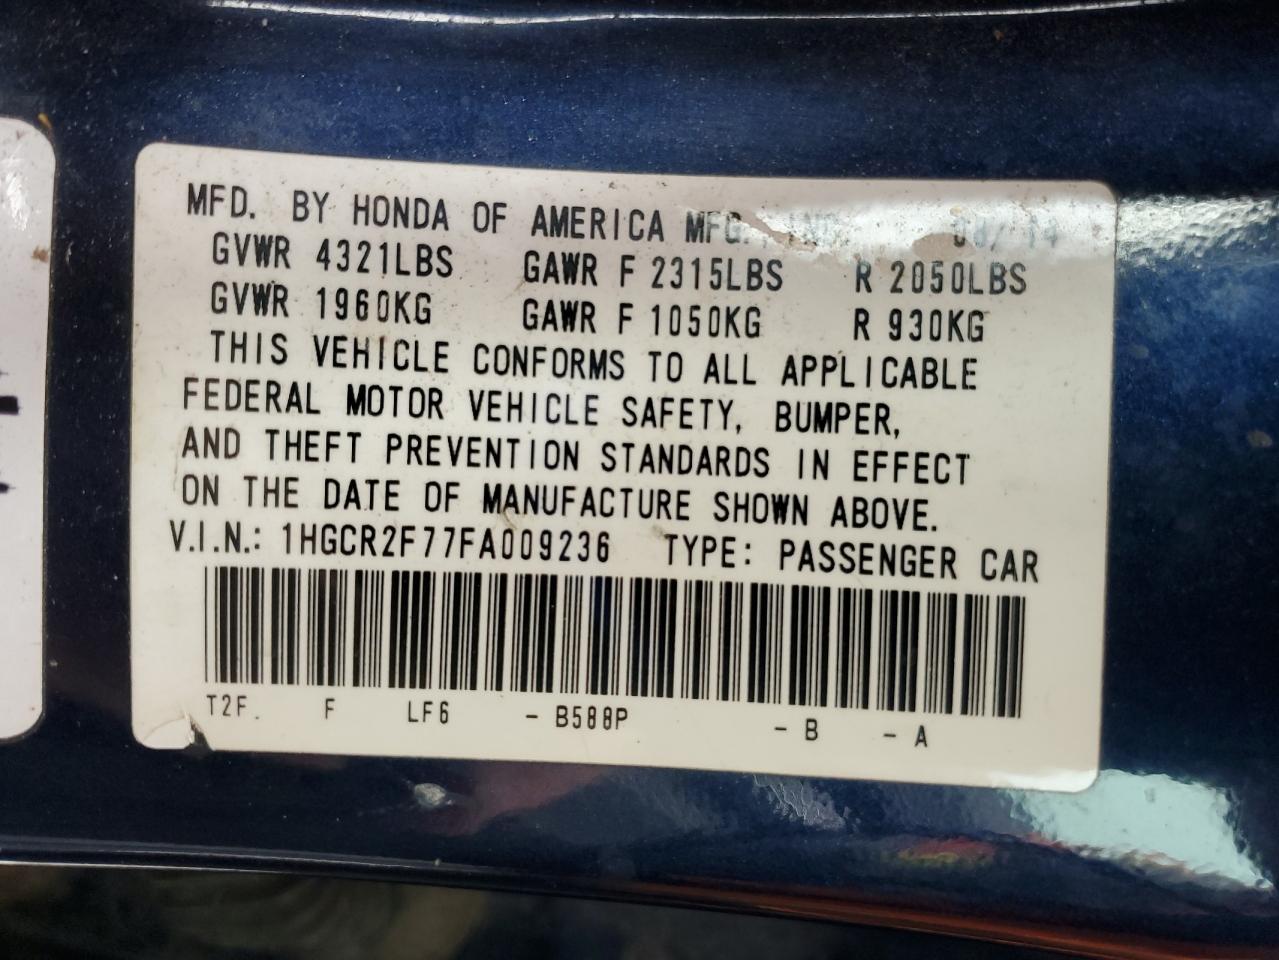 MFD. BY HONDA OF AMERICA MFG.
GVWR 4321LBS GAWR F 2315LBS R 2050LBS
GVWR 1960KG GAWR F 1050KG R 930KG
THIS VEHICLE CONFORMS TO ALL APPLICABLE
FEDERAL MOTOR VEHICLE SAFETY, BUMPER,
AND THEFT PREVENTION STANDARDS IN EFFECT
ON THE DATE OF MANUFACTURE SHOWN ABOVE.
V.I.N.: 1HGCR2F77FA009236 TYPE: PASSENGER CAR
T2F. F LF6 - B588P - B - A